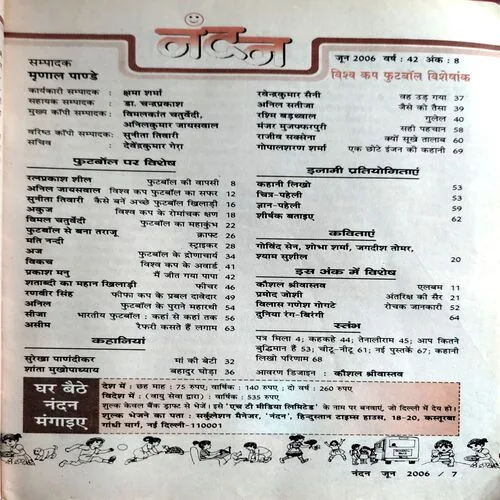 नंदन
जून 2006 वर्ष : 42 अंक : 8
विश्व कप फुटबॉल विशेषांक
सम्पादक
मृणाल पाण्डे
कार्यकारी सम्पादक : क्षमा शर्मा
सहायक सम्पादक : डा. चन्द्रप्रकाश
मुख्य कॉपी सम्पादक : विमलकांत चतुर्वेदी,
अनिलकुमार जायसवाल
वरिष्ठ कॉपी सम्पादक: सुनीता तिवारी
सचिव : देवेन्द्रकुमार गेरा
फुटबॉल पर विशेष
रत्नप्रकाश शील फुटबॉल की वापसी 8
अनिल जायसवाल विश्व कप फुटबॉल का सफर 12
सुनीता तिवारी कैसे बनें अच्छे फुटबॉल खिलाड़ी 16
अकुज विश्व कप के रोमांचक क्षण 18
विमल चतुर्वेदी फुटबॉल का महाकुंभ 22
फुटबॉल से बना तराजू क्राफ्ट 26
मति नन्दी स्ट्राइकर 28
अज फुटबॉल के द्रोणाचार्य 34
विकच विश्व कप के अवार्ड 41
प्रकाश मनु मैं जीत गया पापा 42
शताब्दी का महान खिलाड़ी फीचर 46
रणवीर सिंह फीफा कप के प्रबल दावेदार 49
अनिल फुटबॉल के पुराने महारथी 54
सीजा भारतीय फुटबॉल : कहां से कहां तक 56
असीम रेफरी कसते हैं लगाम 63
कहानियां
सुरेखा पाणंदीकर मां की बेटी 32
शांता मुखोपाध्याय बहादुर घोड़ा 36
रवेन्द्रकुमार सैनी वह उड़ गया 37
अनिल सतीजा जैसे को तैसा 39
रश्मि बड़थ्वाल गुलेल 40
मंजर मुजफ्फरपुरी सही पहचान 58
राजीव सक्सेना क्यों सूखे तालाब 60
गोपालशरण शर्मा एक छोटे इंजन की कहानी 69
इनामी प्रतियोगिताएं
कहानी लिखो 53
चित्र-पहेली 53
ज्ञान-पहेली 59
शीर्षक बताइए 62
कविताएं
गोविंद सेन, शोभा शर्मा, जगदीश तोमर,
श्याम सुशील 20
इस अंक में विशेष
कौशल श्रीवास्तव एलबम 11
प्रमोद जोशी अंतरिक्ष की सैर 21
विलास गणेश गोगटे रोचक जानकारी 52
दुनिया रंग-बिरंगी 64
स्तंभ
पत्र मिला 4; कहकहे 44; तेनालीराम 45; आप कितने
बुद्धिमान हैं 53; चीटू-नीटू 61; नई पुस्तकें 67; कहानी
लिखो परिणाम 68
आवरण डिजाइन : कौशल श्रीवास्तव
घर बैठे
नंदन
मंगाइए
देश में : छह माह : 75 रुपए; वार्षिक : 140 रुपए ; दो वर्ष : 260 रुपए
विदेश में : (वायु सेवा द्वारा) : वार्षिक : 535 रुपए
शुल्क केवल बैंक ड्राफ्ट से भेजें। इसे 'एच टी मीडिया लिमिटेड' के नाम पर बनवाएं, जो दिल्ली में देय हो।
शुल्क भेजने का पता : सर्कुलेशन मैनेजर, 'नंदन', हिन्दुस्तान टाइम्स हाउस, 18-20, कस्तूरबा
गांधी मार्ग, नई दिल्ली-110001
नंदन जून 2006 / 7